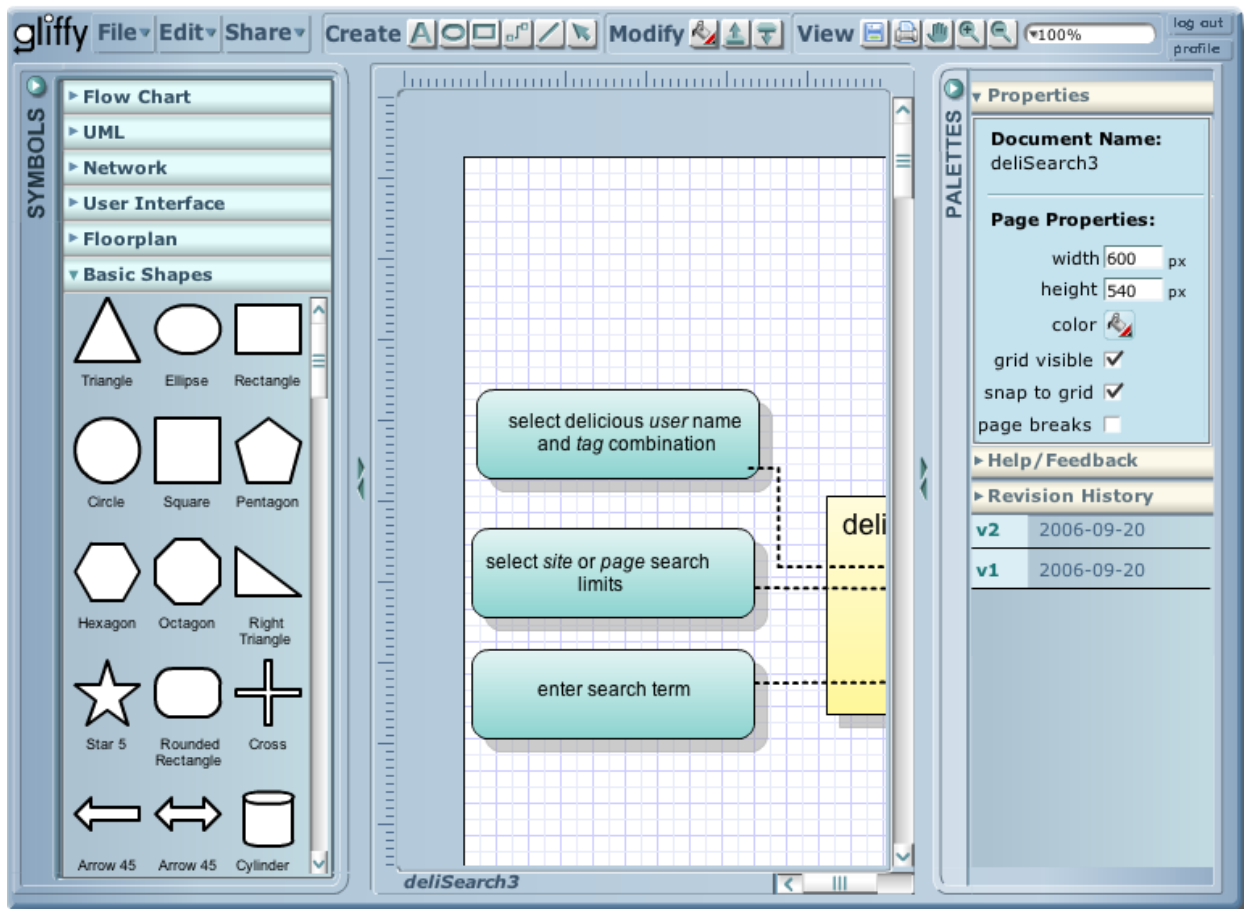 gliffy File Edit Share Create A Modify View 100% log out
profile
SYMBOLS
Flow Chart
UML
Network
User Interface
Floorplan
Basic Shapes
Triangle Ellipse Rectangle
Circle Square Pentagon
Hexagon Octagon Right
Triangle
Star 5 Rounded
Rectangle Cross
Arrow 45 Arrow 45 Cylinder
select delicious user name
and tag combination
select site or page search
limits
enter search term
deli
deliSearch3
PALETTES
Properties
Document Name:
deliSearch3
Page Properties:
width 600 px
height 540 px
color
grid visible
snap to grid
page breaks
Help/Feedback
Revision History
v2 2006-09-20
v1 2006-09-20